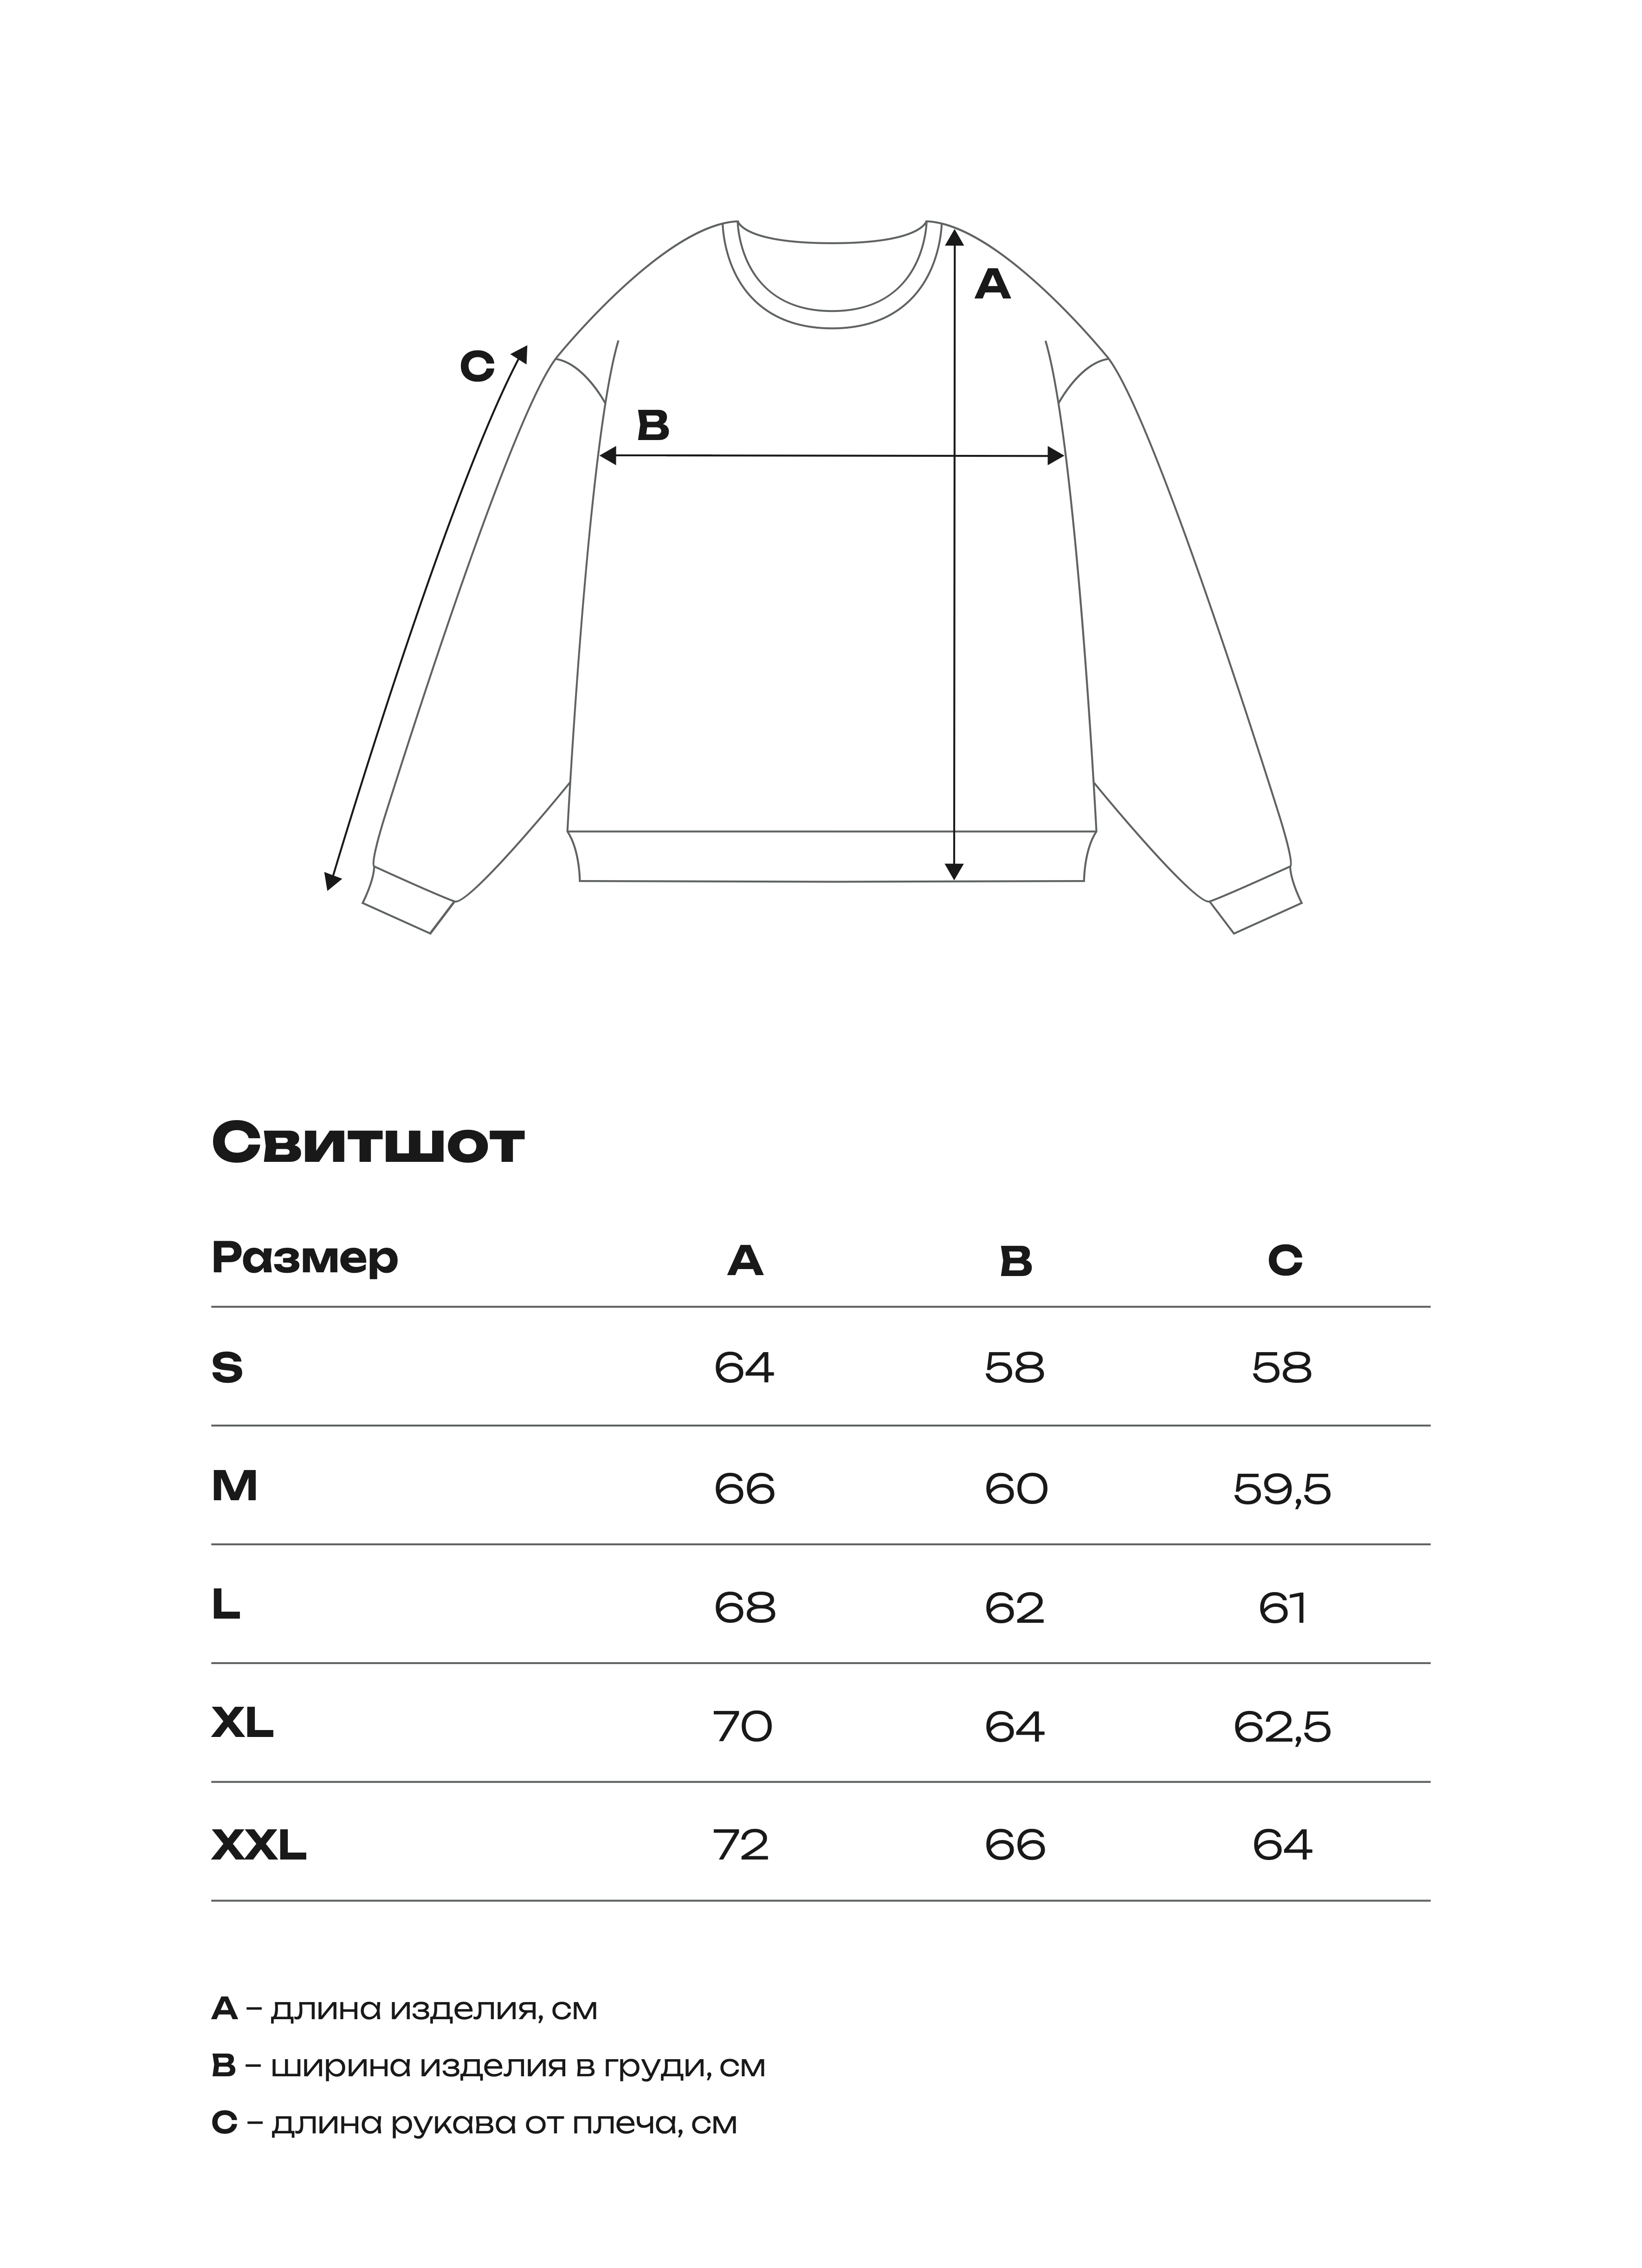 A
C
B
Свитшот
Размер A B C
S 64 58 58
M 66 60 59,5
L 68 62 61
XL 70 64 62,5
XXL 72 66 64
A – длина изделия, см
B – ширина изделия в груди, см
C – длина рукава от плеча, см